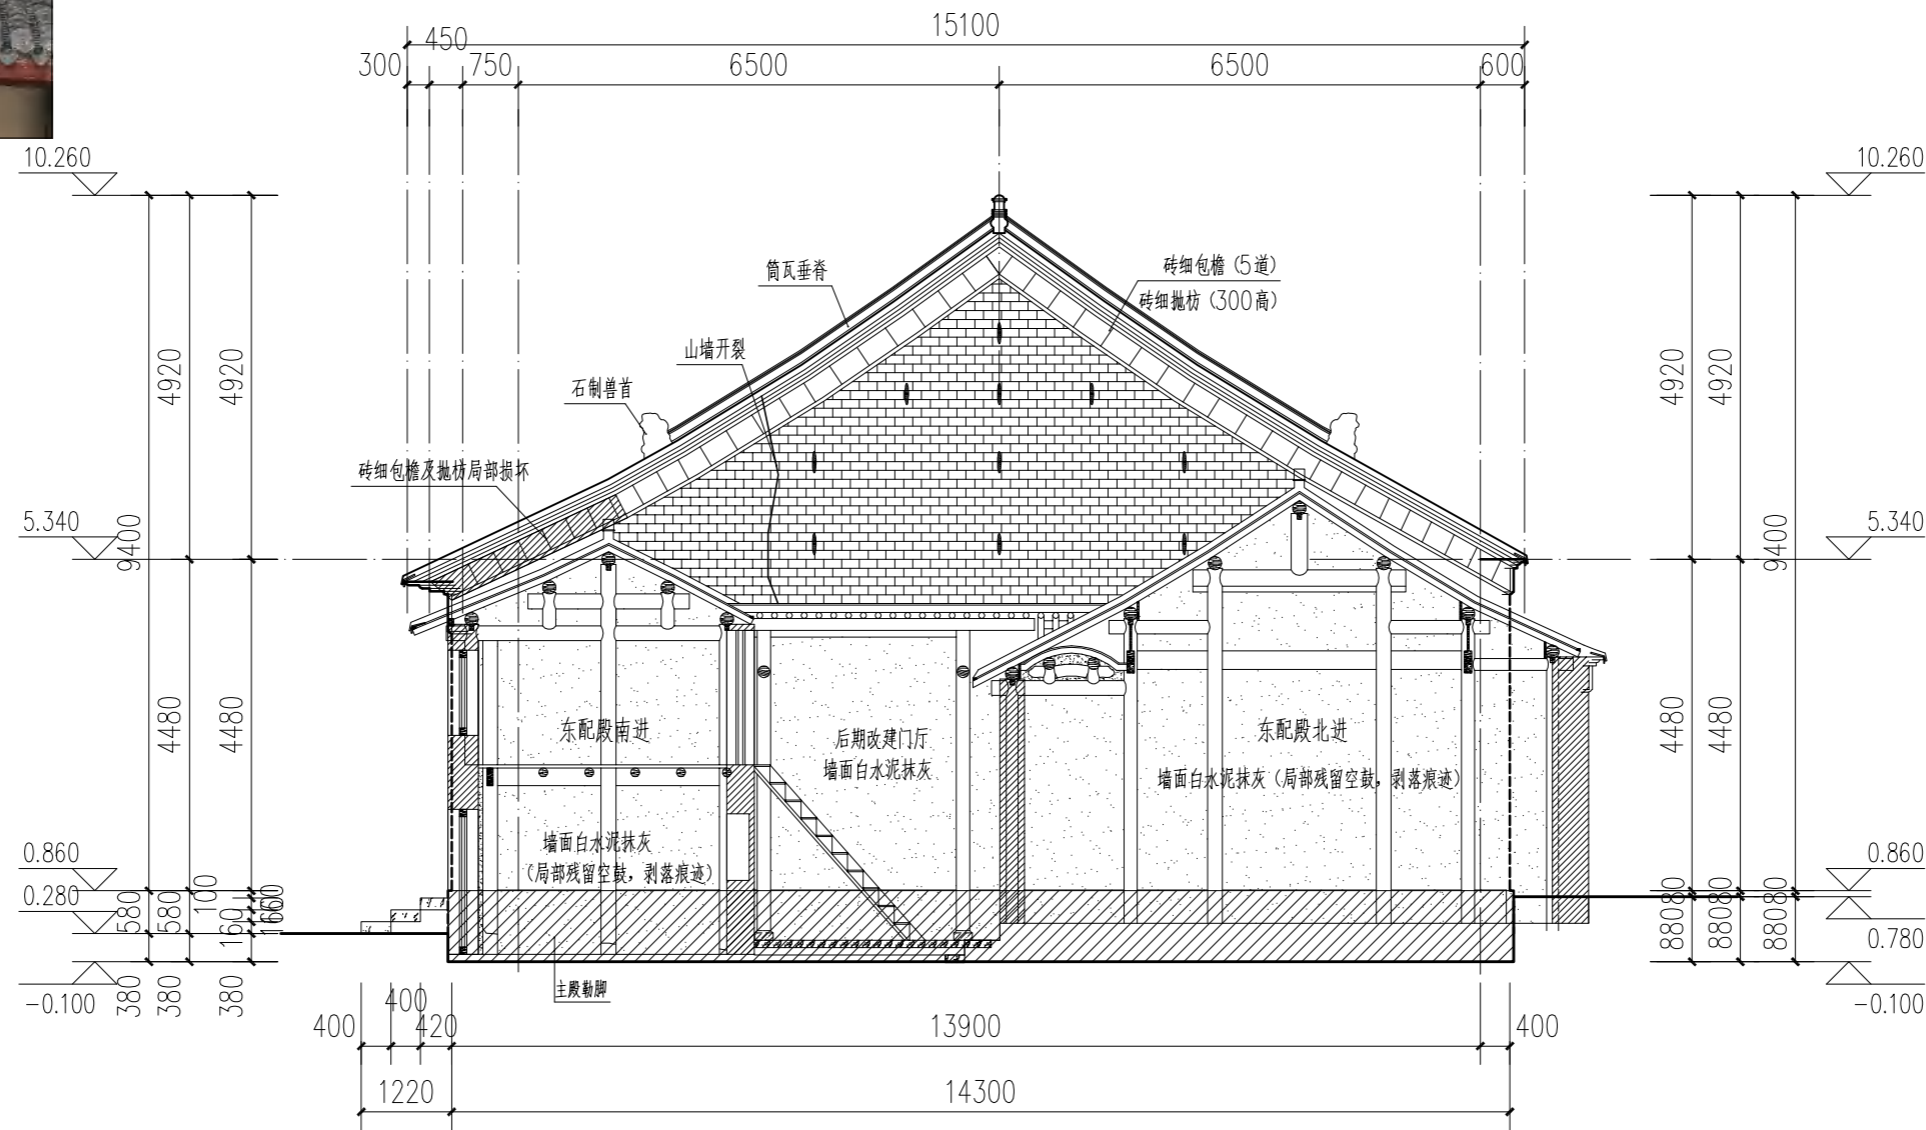 15100
450
300 750 6500 6500 600
10.260 10.260
筒瓦垂脊
砖细包檐（5道）
砖细抛枋（300高）
山墙开裂
石制兽首
4920 4920 4920 4920
砖细包檐及抛枋局部损坏
5.340 5.340
9400 9400
4480 4480 4480 4480
东配殿南进
后期改建门厅
墙面白水泥抹灰
东配殿北进
墙面白水泥抹灰（局部残留空鼓，剥落痕迹）
墙面白水泥抹灰
（局部残留空鼓，剥落痕迹）
0.860 0.860
0.280
580 580 100 160
880 80 880 80 880 80
0.780
-0.100 380 380 380 -0.100
主殿勒脚
400 400 420 13900 400
1220 14300